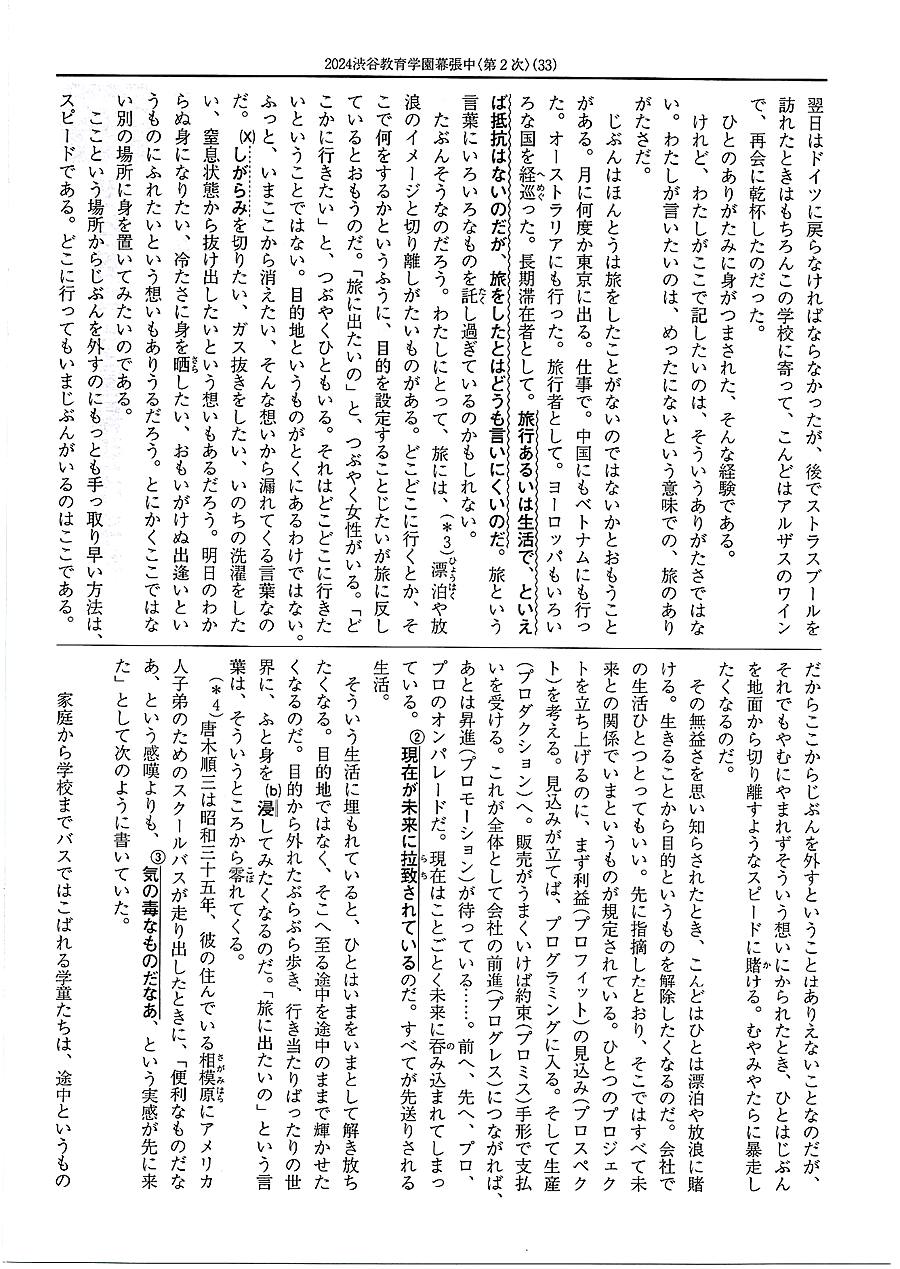 2024渋谷教育学園幕張中〈第2次〉(33)
翌日はドイツに戻らなければならなかったが、後でストラスブールを
訪れたときはもちろんこの学校に寄って、こんどはアルザスのワイン
で、再会に乾杯したのだった。
ひとのありがたみに身がつまされた、そんな経験である。
けれど、わたしがここで記したいのは、そういうありがたさではな
い。わたしが言いたいのは、めったにないという意味での、旅のあり
がたさだ。
じぶんはほんとうは旅をしたことがないのではないかとおもうこと
がある。月に何度か東京に出る。仕事で。中国にもベトナムにも行っ
た。オーストラリアにも行った。旅行者として。ヨーロッパもいろい
ろな国を経巡った。長期滞在者として。旅行あるいは生活で、といえ
ば抵抗はないのだが、旅をしたとはどうも言いにくいのだ。旅という
言葉にいろいろなものを託し過ぎているのかもしれない。
たぶんそうなのだろう。わたしにとって、旅には、(*3)漂泊や放
浪のイメージと切り離しがたいものがある。どこどこに行くとか、そ
こで何をするかというふうに、目的を設定することじたいが旅に反し
ているとおもうのだ。「旅に出たいの」と、つぶやく女性がいる。「ど
こかに行きたい」と、つぶやくひともいる。それはどこどこに行きた
いということではない。目的地というものがとくにあるわけではない。
ふっと、いまここから消えたい、そんな想いから漏れてくる言葉なの
だ。(X)しがらみを切りたい、ガス抜きをしたい、いのちの洗濯をした
い、窒息状態から抜け出したいという想いもあるだろう。明日のわか
らぬ身になりたい、冷たさに身を晒したい、おもいがけぬ出逢いとい
うものにふれたいという想いもありうるだろう。とにかくここではな
い別の場所に身を置いてみたいのである。
こことという場所からじぶんを外すのにもっとも手っ取り早い方法は、
スピードである。どこに行ってもいまじぶんがいるのはここである。
だからここからじぶんを外すということはありえないことなのだが、
それでもやむにやまれずそういう想いにかられたとき、ひとはじぶん
を地面から切り離すようなスピードに賭ける。むやみやたらに暴走し
たくなるのだ。
その無益さを思い知らされたとき、こんどはひとは漂泊や放浪に賭
ける。生きることから目的というものを解除したくなるのだ。会社で
の生活ひとつとってもいい。先に指摘したとおり、そこではすべて未
来との関係でいまというものが規定されている。ひとつのプロジェク
トを立ち上げるのに、まず利益(プロフィット)の見込み(プロスペク
ト)を考える。見込みが立てば、プログラミングに入る。そして生産
(プロダクション)へ。販売がうまくいけば約束(プロミス)手形で支払
いを受ける。これが全体として会社の前進(プログレス)につながれば、
あとは昇進(プロモーション)が待っている……。前へ、先へ、プロ、
プロのオンパレードだ。現在はことごとく未来に呑み込まれてしまっ
ている。②現在が未来に拉致されているのだ。すべてが先送りされる
生活。
そういう生活に埋もれていると、ひとはいまをいまとして解き放ち
たくなる。目的地ではなく、そこへ至る途中を途中のままで輝かせた
くなるのだ。目的から外れたぶらぶら歩き、行き当たりばったりの世
界に、ふと身を(b)浸してみたくなるのだ。「旅に出たいの」という言
葉は、そういうところから零れてくる。
(*4)唐木順三は昭和三十五年、彼の住んでいる相模原にアメリカ
人子弟のためのスクールバスが走り出したときに、「便利なものだな
あ、という感嘆よりも、③気の毒なものだなあ、という実感が先に来
た」として次のように書いていた。
家庭から学校までバスではこばれる学童たちは、途中というもの